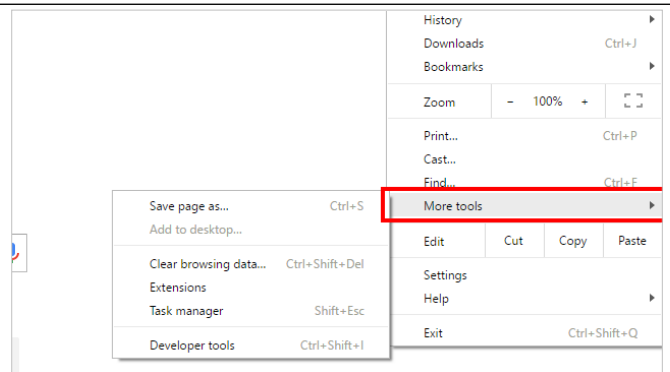 History
Downloads Ctrl+J
Bookmarks
Zoom - 100% +
Print... Ctrl+P
Cast...
Find... Ctrl+F
More tools
Edit Cut Copy Paste
Settings
Help
Exit Ctrl+Shift+Q
Save page as... Ctrl+S
Add to desktop...
Clear browsing data... Ctrl+Shift+Del
Extensions
Task manager Shift+Esc
Developer tools Ctrl+Shift+I